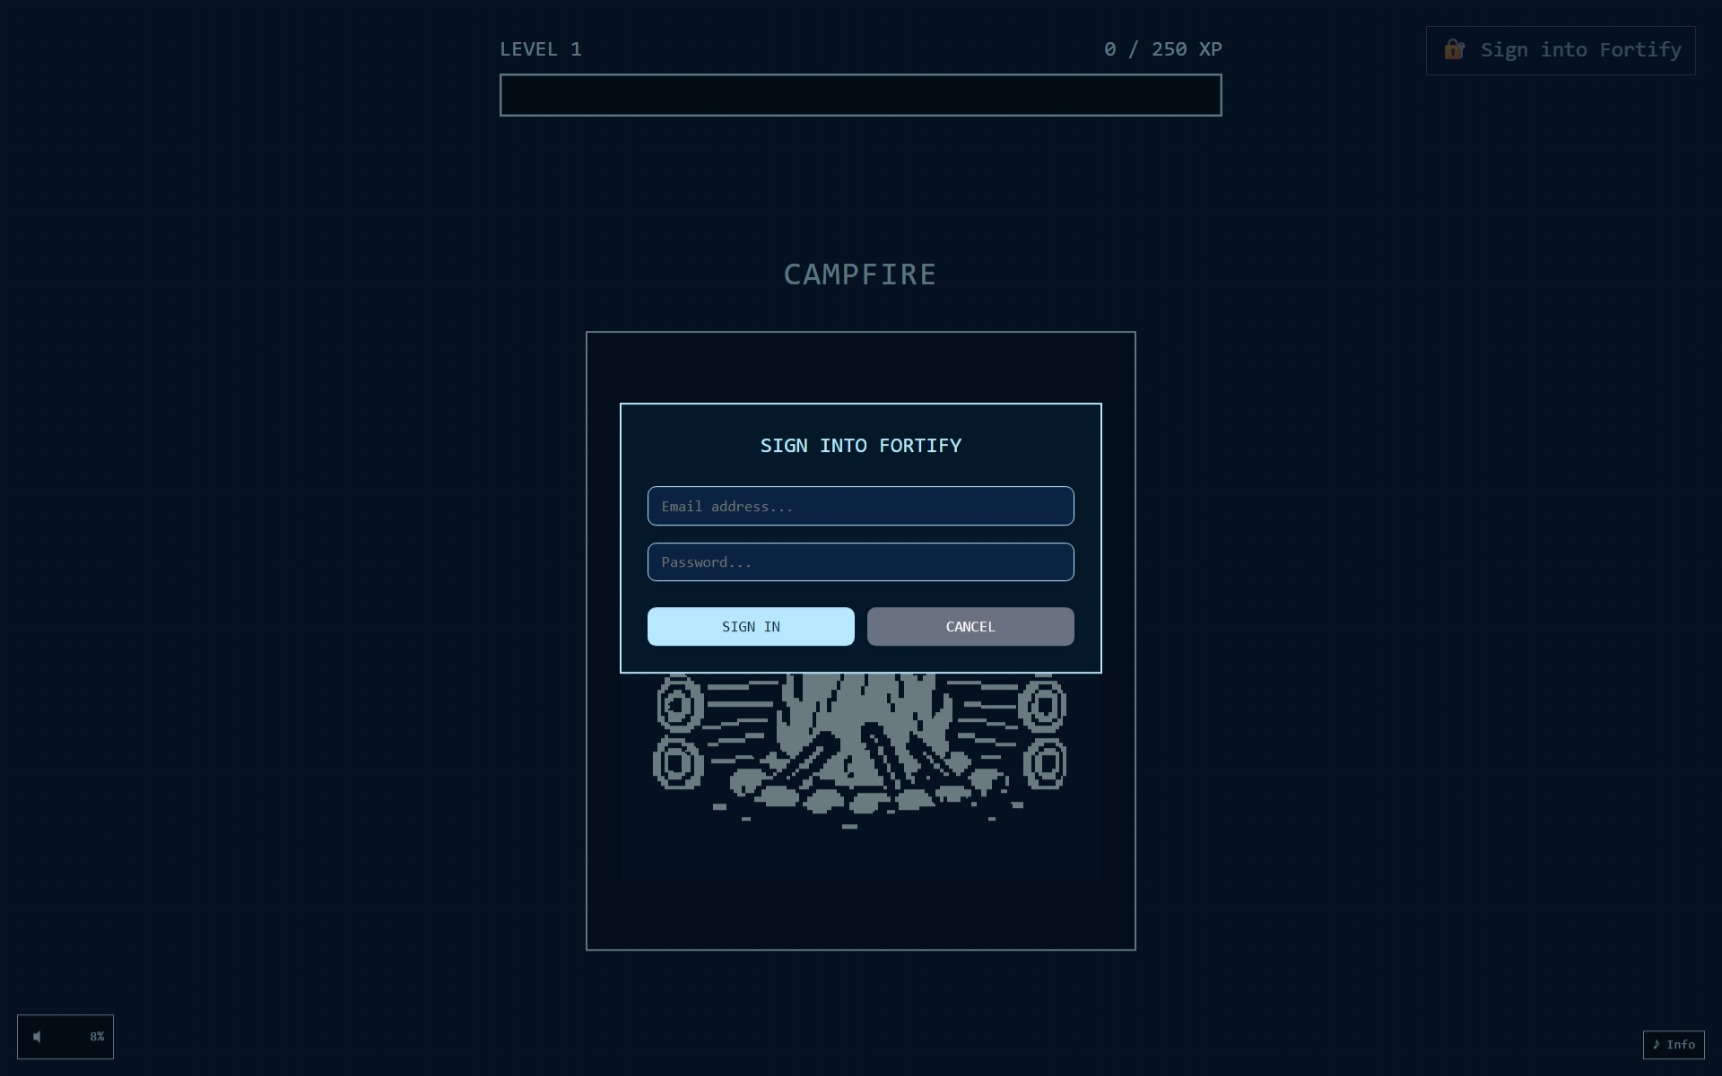 LEVEL 1
0 / 250 XP
Sign into Fortify
CAMPFIRE
SIGN INTO FORTIFY
Email address...
Password...
SIGN IN
CANCEL
8%
♪ Info